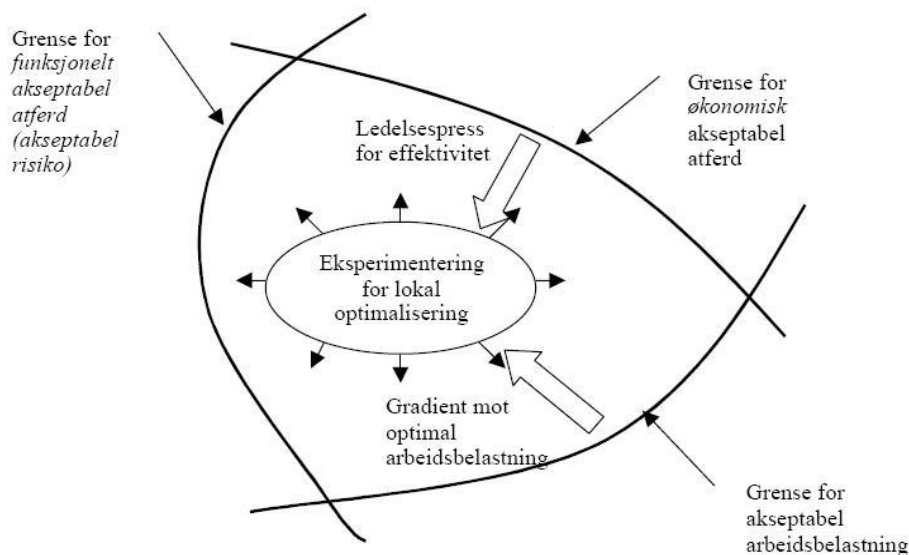 Grense for
funksjonelt
akseptabel
atferd
(akseptabel
risiko)
Ledelsespress
for effektivitet
Grense for
økonomisk
akseptabel
atferd
Eksperimentering
for lokal
optimalisering
Gradient mot
optimal
arbeidsbelastning
Grense for
akseptabel
arbeidsbelastning